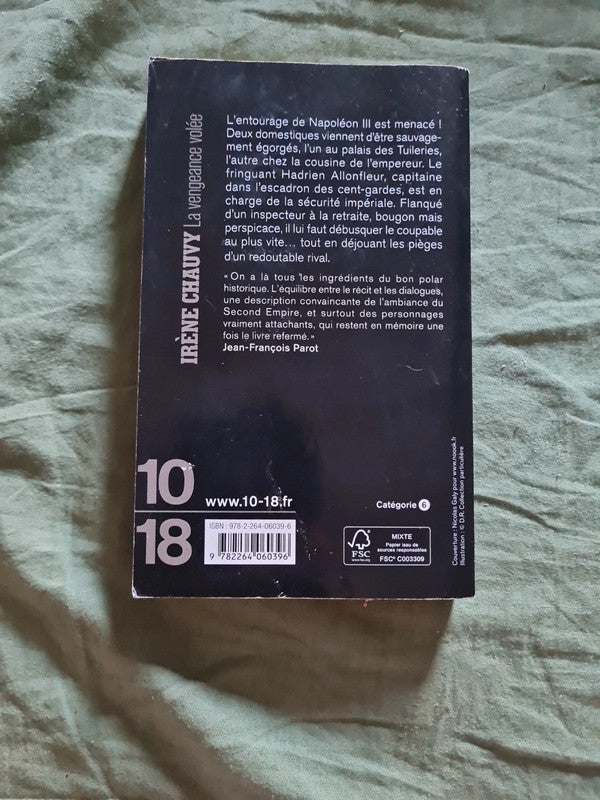 IRÈNE CHAUVY La vengeance volée
L'entourage de Napoléon III est menacé !
Deux domestiques viennent d'être sauvage-
ment égorgés, l'un au palais des Tuileries,
l'autre chez la cousine de l'empereur. Le
fringuant Hadrien Allonfleur, capitaine
dans l'escadron des cent-gardes, est en
charge de la sécurité impériale. Flanqué
d'un inspecteur à la retraite, bougon mais
perspicace, il lui faut débusquer le coupable
au plus vite… tout en déjouant les pièges
d'un redoutable rival.
« On a là tous les ingrédients du bon polar
historique. L'équilibre entre le récit et les dialogues,
une description convaincante de l'ambiance du
Second Empire, et surtout des personnages
vraiment attachants, qui restent en mémoire une
fois le livre refermé. »
Jean-François Parot
10
18
www.10-18.fr
Catégorie 6
ISBN : 978-2-264-06039-6
9 782264 060396
FSC
www.fsc.org
MIXTE
Papier issu de
sources responsables
FSC® C003309
Couverture : Nicolas Galy pour www.noook.fr
Illustration : © D.R. Collection particulière